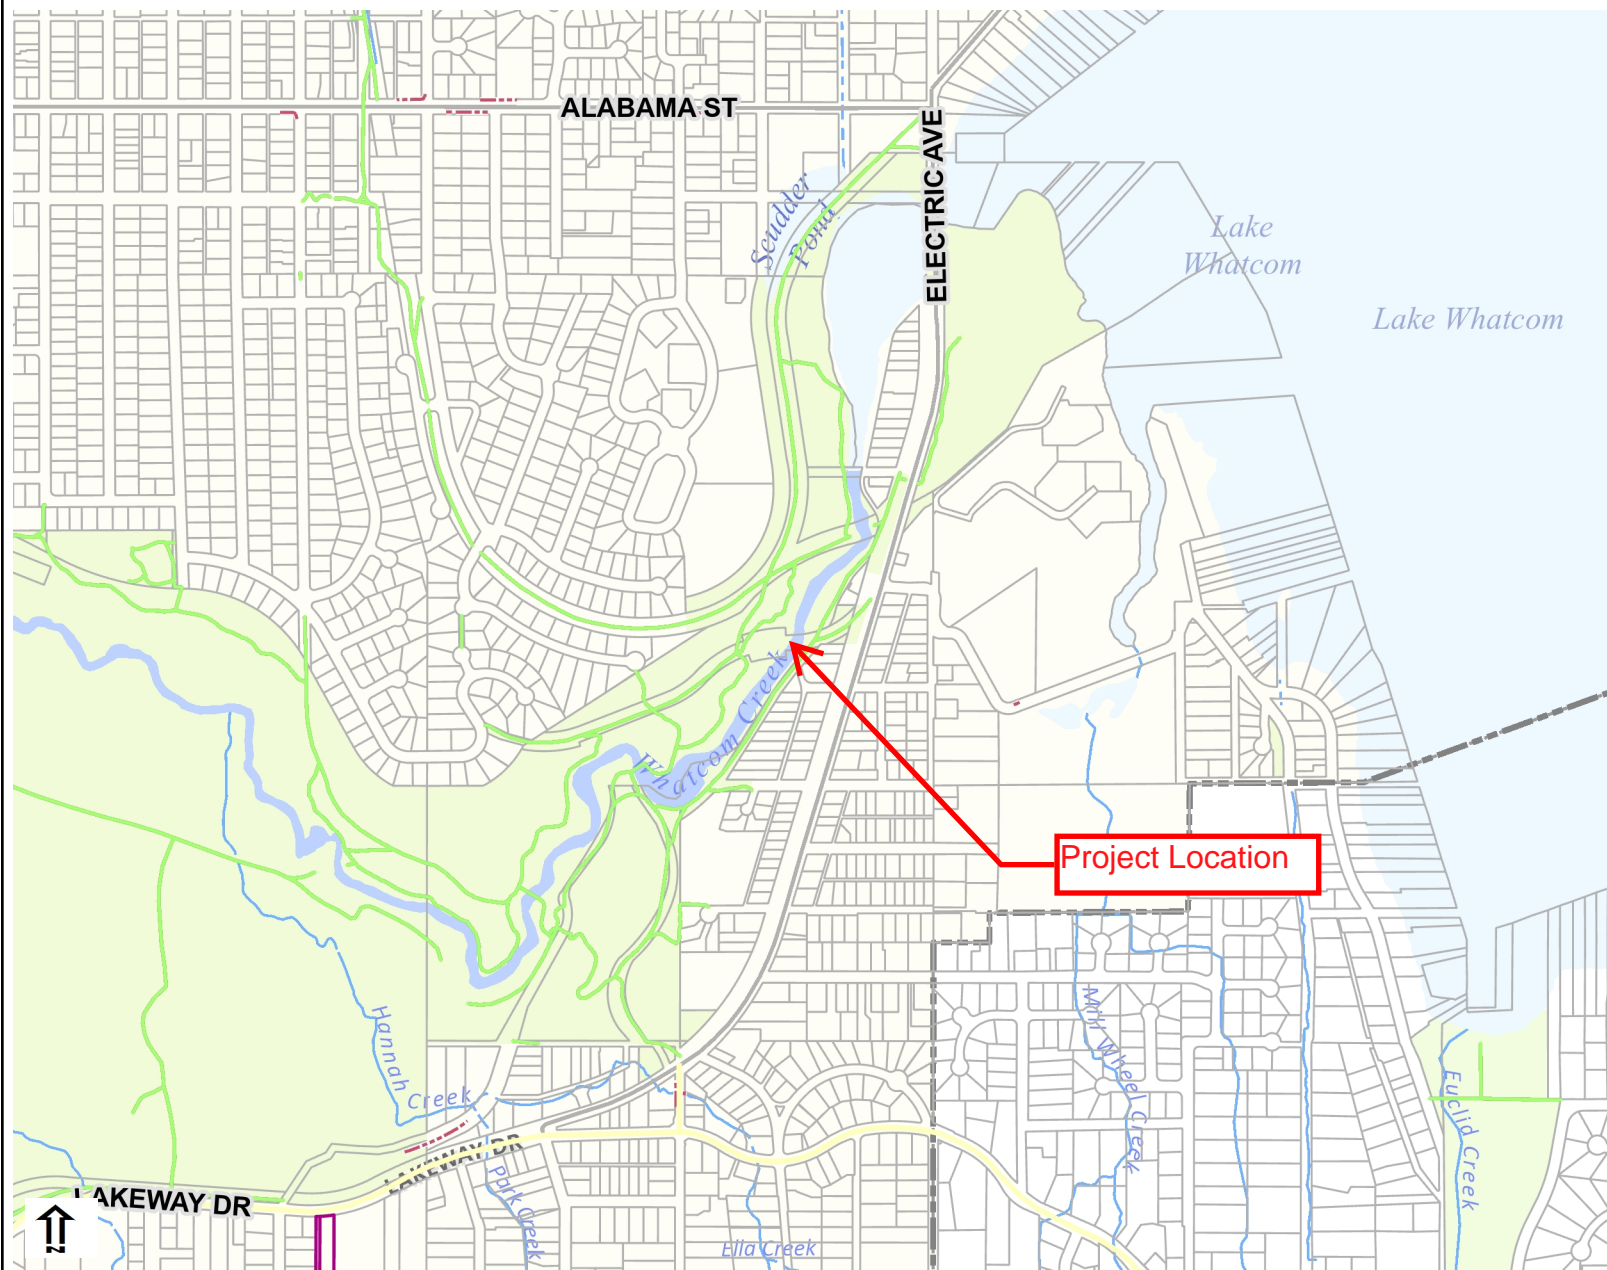 ALABAMA ST
ELECTRIC AVE
Scudder
Pond
Lake
Whatcom
Lake Whatcom
Whatcom Creek
Project Location
Hannah Creek
Mill Wheel Creek
Euclid Creek
LAKEWAY DR
LAKEWAY DR
Park Creek
Ella Creek
N